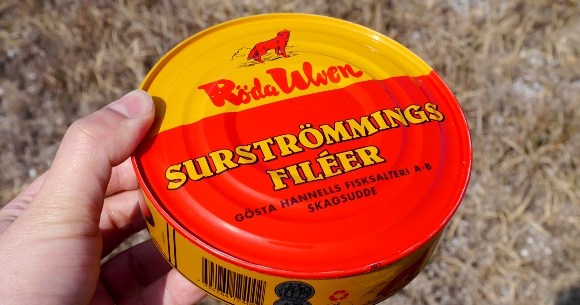 Röda Ulven
SURSTRÖMMINGS
FILÉER
GÖSTA HANNELLS FISKSALTERI A-B
SKAGSUDDE